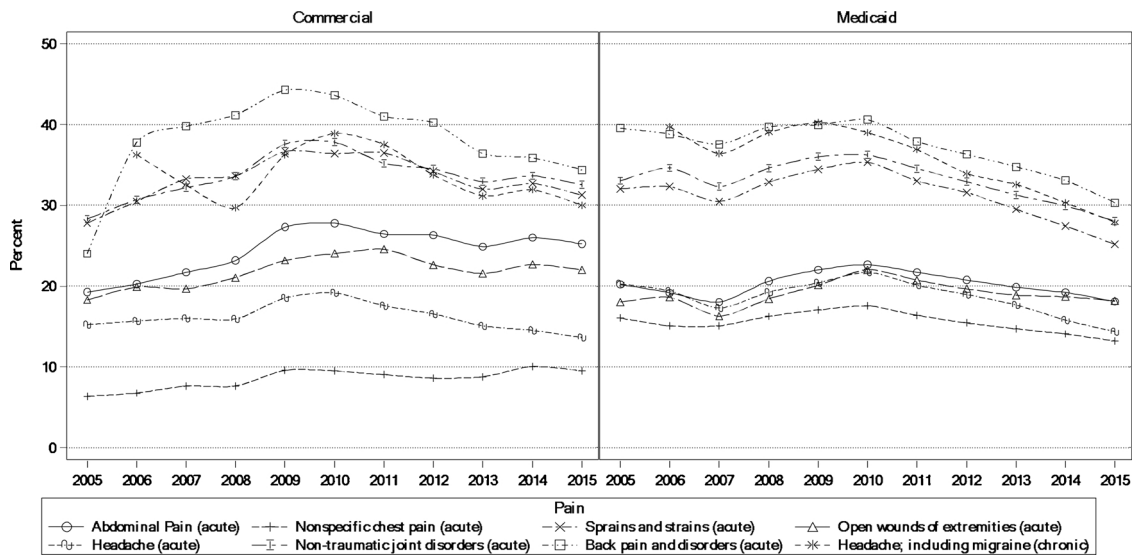 Commercial
Medicaid
Percent
50
40
30
20
10
0
2005 2006 2007 2008 2009 2010 2011 2012 2013 2014 2015
2005 2006 2007 2008 2009 2010 2011 2012 2013 2014 2015
Pain
Abdominal Pain (acute) Nonspecific chest pain (acute) Sprains and strains (acute) Open wounds of extremities (acute)
Headache (acute) Non-traumatic joint disorders (acute) Back pain and disorders (acute) Headache; including migraine (chronic)